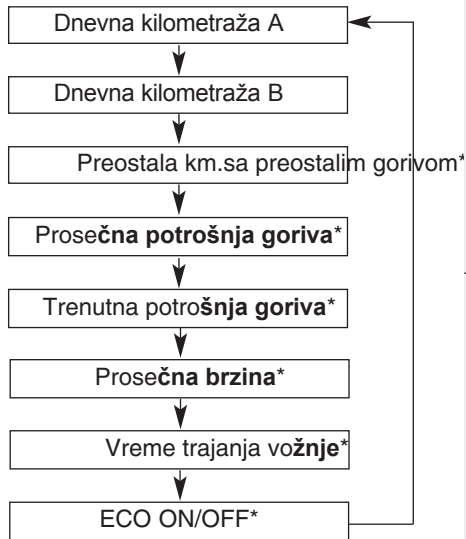 Dnevna kilometraža A
Dnevna kilometraža B
Preostala km.sa preostalim gorivom*
Prosečna potrošnja goriva*
Trenutna potrošnja goriva*
Prosečna brzina*
Vreme trajanja vožnje*
ECO ON/OFF*